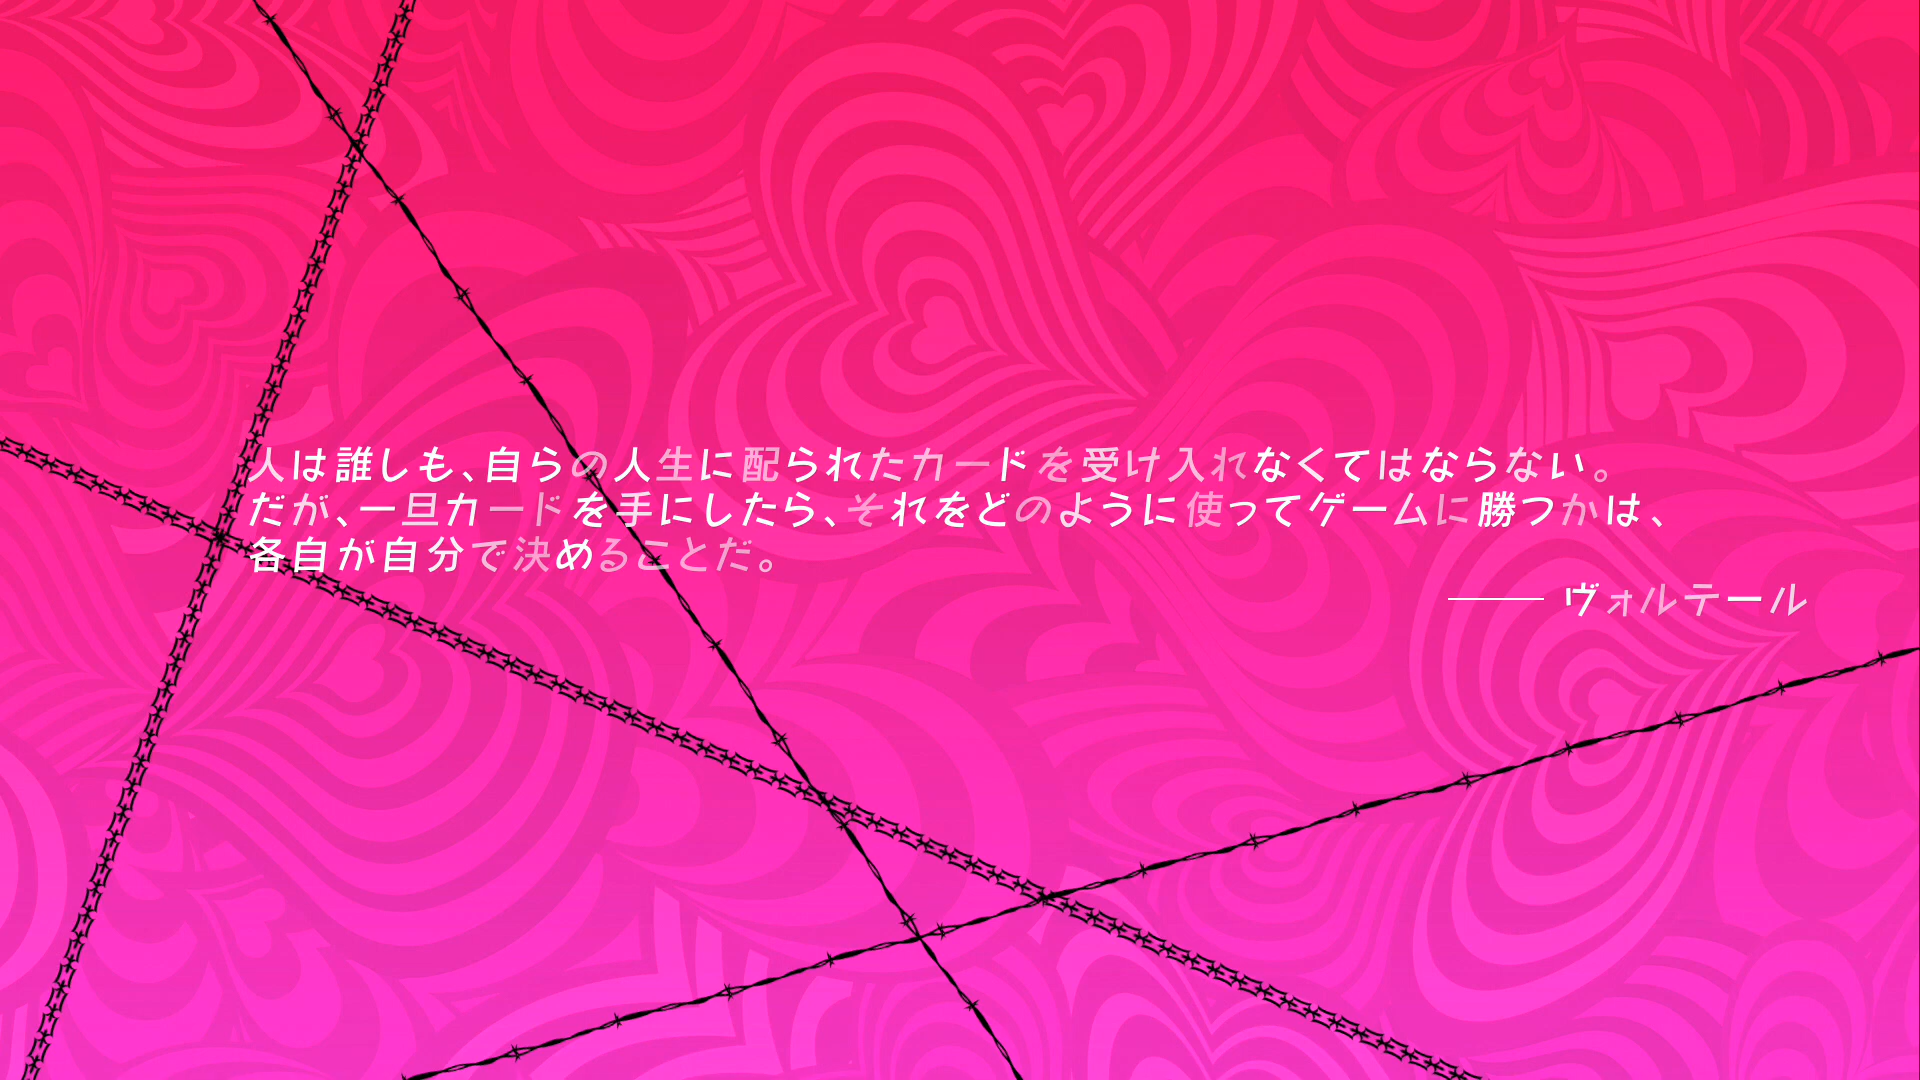 人は誰しも、自らの人生に配られたカードを受け入れなくてはならない。
だが、一旦カードを手にしたら、それをどのように使ってゲームに勝つかは、
各自が自分で決めることだ。
―― ヴォルテール